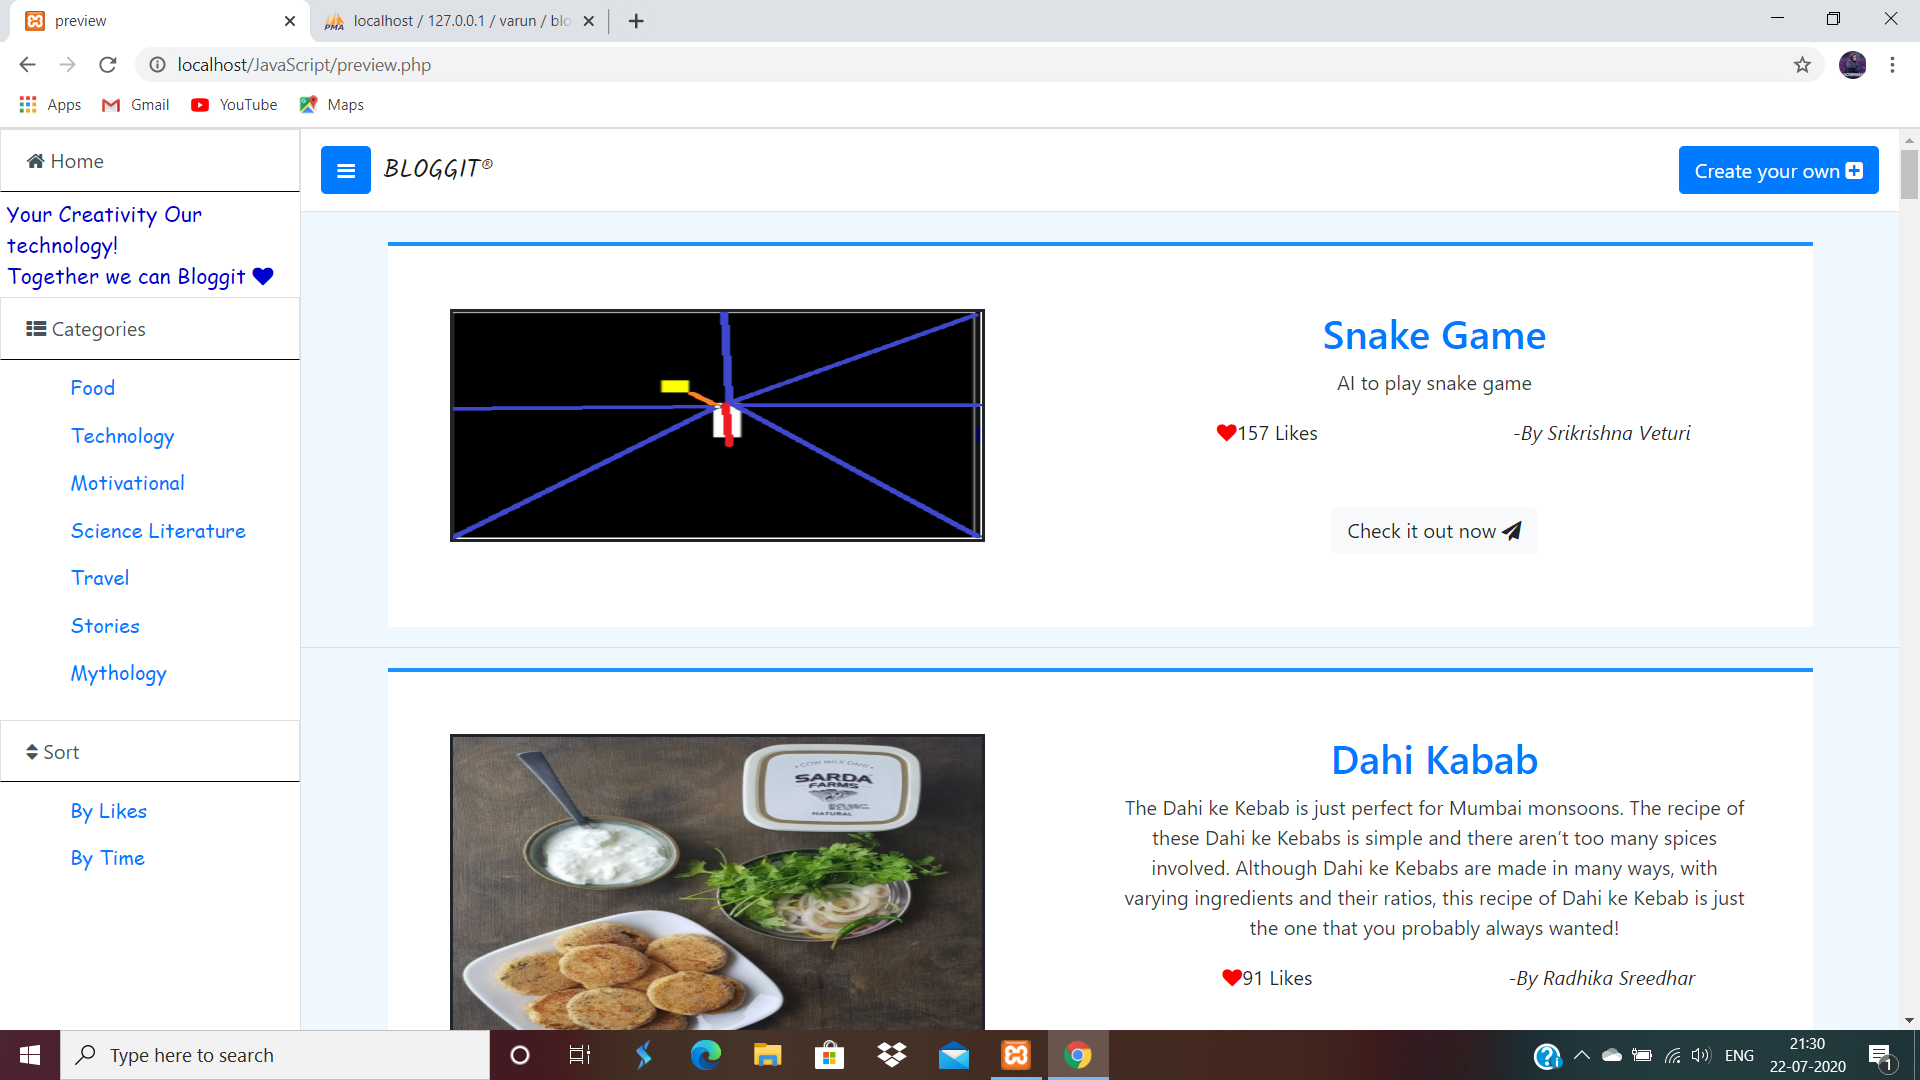 preview
localhost / 127.0.0.1 / varun / blo
localhost/JavaScript/preview.php
Apps Gmail YouTube Maps
Home
Your Creativity Our
technology!
Together we can Bloggit
Categories
Food
Technology
Motivational
Science Literature
Travel
Stories
Mythology
Sort
By Likes
By Time
BLOGGIT®
Create your own
Snake Game
AI to play snake game
157 Likes
-By Srikrishna Veturi
Check it out now
COW MILK DAHI
SARDA
FARMS
NATURAL
Dahi Kabab
The Dahi ke Kebab is just perfect for Mumbai monsoons. The recipe of
these Dahi ke Kebabs is simple and there aren’t too many spices
involved. Although Dahi ke Kebabs are made in many ways, with
varying ingredients and their ratios, this recipe of Dahi ke Kebab is just
the one that you probably always wanted!
91 Likes
-By Radhika Sreedhar
Type here to search
ENG
21:30
22-07-2020
1